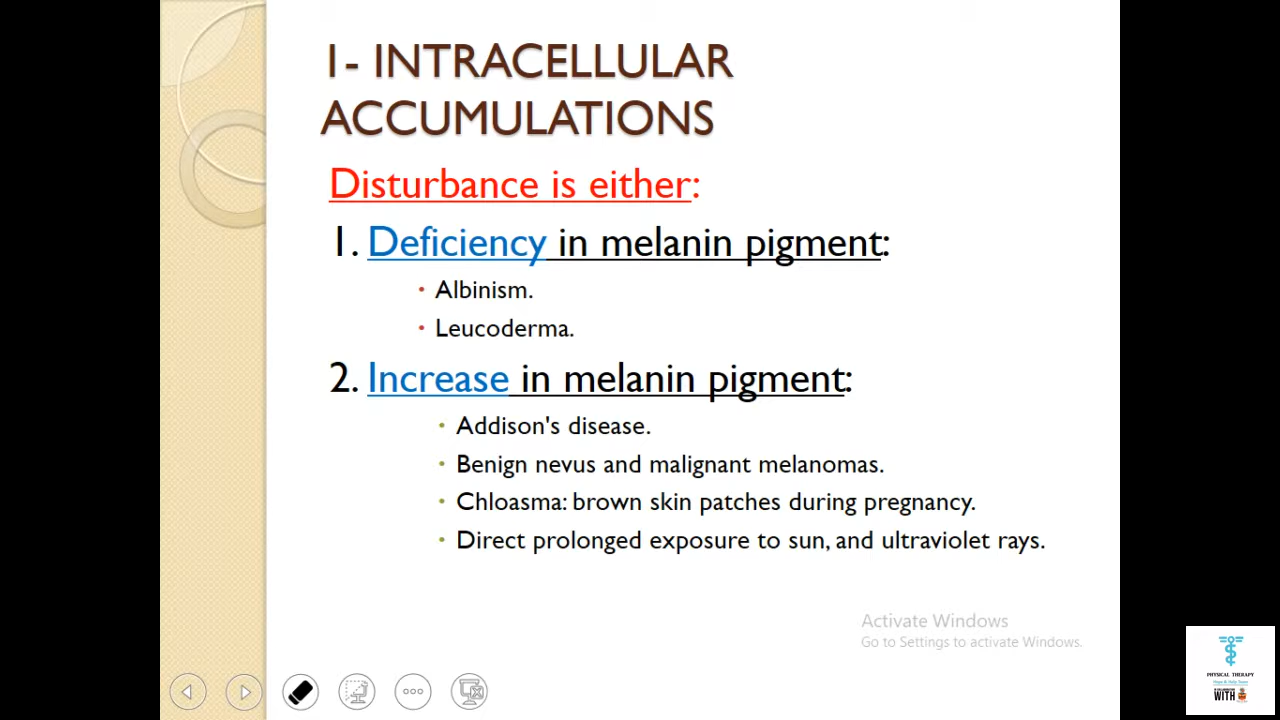 1- INTRACELLULAR
ACCUMULATIONS
Disturbance is either:
1. Deficiency in melanin pigment:
• Albinism.
• Leucoderma.
2. Increase in melanin pigment:
• Addison's disease.
• Benign nevus and malignant melanomas.
• Chloasma: brown skin patches during pregnancy.
• Direct prolonged exposure to sun, and ultraviolet rays.
Activate Windows
Go to Settings to activate Windows.
PHYSICAL THERAPY
WITH